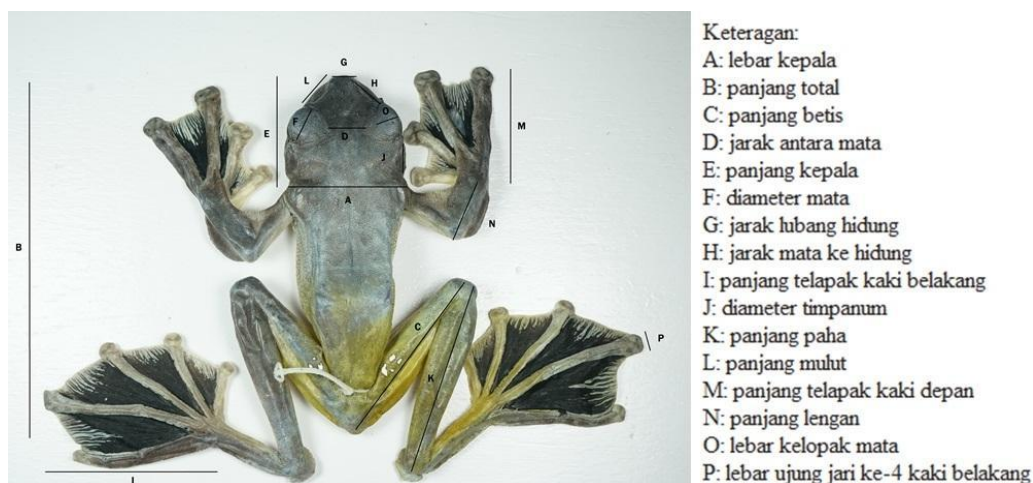 G
L
H
O
F
D
E
M
J
A
N
B
C
P
K
I
Keteragan:
A: lebar kepala
B: panjang total
C: panjang betis
D: jarak antara mata
E: panjang kepala
F: diameter mata
G: jarak lubang hidung
H: jarak mata ke hidung
I: panjang telapak kaki belakang
J: diameter timpanum
K: panjang paha
L: panjang mulut
M: panjang telapak kaki depan
N: panjang lengan
O: lebar kelopak mata
P: lebar ujung jari ke-4 kaki belakang